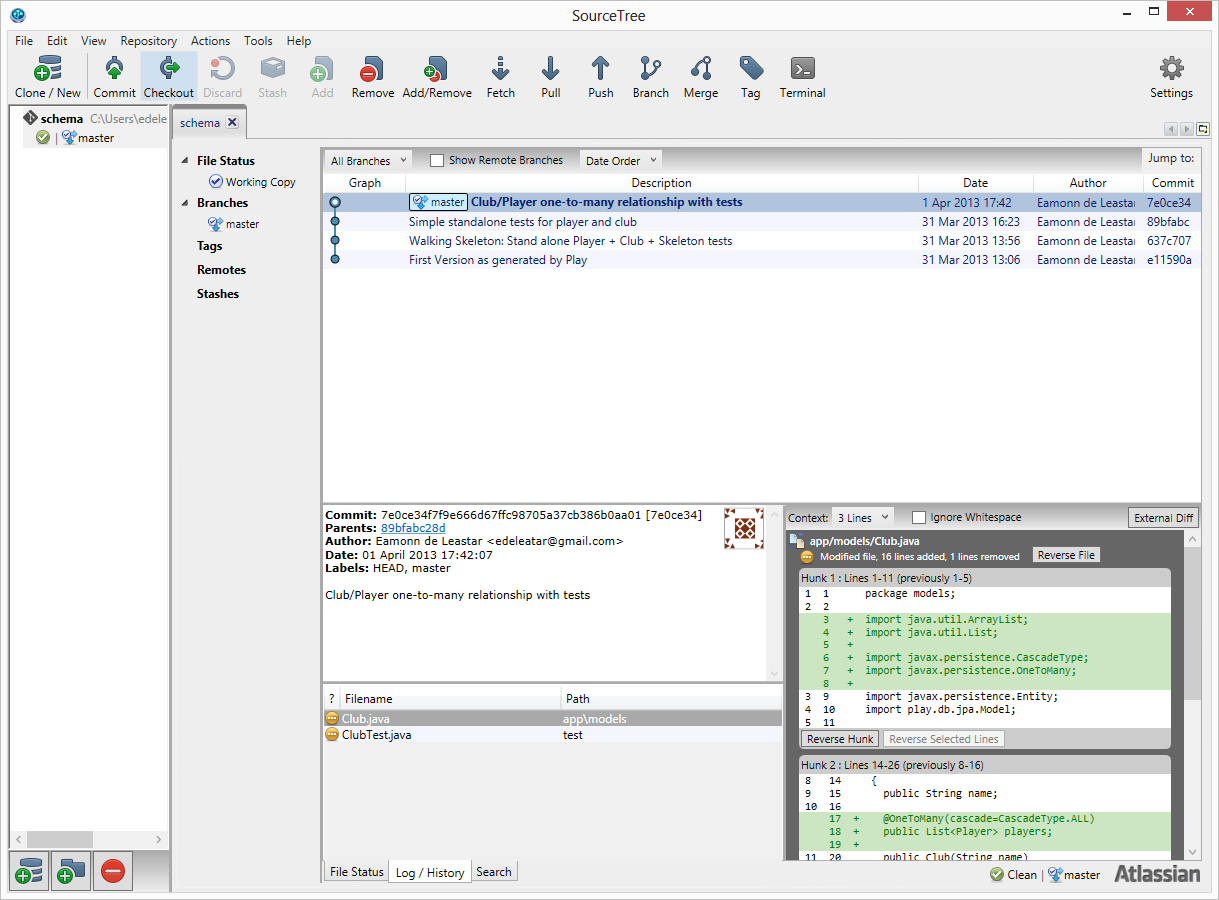 SourceTree
File Edit View Repository Actions Tools Help
Clone / New Commit Checkout Discard Stash Add Remove Add/Remove Fetch Pull Push Branch Merge Tag Terminal Settings
schema C:\Users\edele
master
schema
File Status
Working Copy
Branches
master
Tags
Remotes
Stashes
All Branches Show Remote Branches Date Order Jump to:
Graph Description Date Author Commit
master Club/Player one-to-many relationship with tests 1 Apr 2013 17:42 Eamonn de Leastar 7e0ce34
Simple standalone tests for player and club 31 Mar 2013 16:23 Eamonn de Leastar 89bfabc
Walking Skeleton: Stand alone Player + Club + Skeleton tests 31 Mar 2013 13:56 Eamonn de Leastar 637c707
First Version as generated by Play 31 Mar 2013 13:06 Eamonn de Leastar e11590a
Commit: 7e0ce34f7f9e666d67ffc98705a37cb386b0aa01 [7e0ce34]
Parents: 89bfabc28d
Author: Eamonn de Leastar <edeleatar@gmail.com>
Date: 01 April 2013 17:42:07
Labels: HEAD, master
Club/Player one-to-many relationship with tests
? Filename Path
Club.java app\models
ClubTest.java test
File Status Log / History Search
Context: 3 Lines Ignore Whitespace External Diff
app/models/Club.java
Modified file, 16 lines added, 1 lines removed Reverse File
Hunk 1 : Lines 1-11 (previously 1-5)
1 1 package models;
2 2
3 + import java.util.ArrayList;
4 + import java.util.List;
5 +
6 + import javax.persistence.CascadeType;
7 + import javax.persistence.OneToMany;
8 +
3 9 import javax.persistence.Entity;
4 10 import play.db.jpa.Model;
5 11
Reverse Hunk Reverse Selected Lines
Hunk 2 : Lines 14-26 (previously 8-16)
8 14 {
9 15 public String name;
10 16
17 + @OneToMany(cascade=CascadeType.ALL)
18 + public List<Player> players;
19 +
11 20 public Club(String name)
Clean master Atlassian